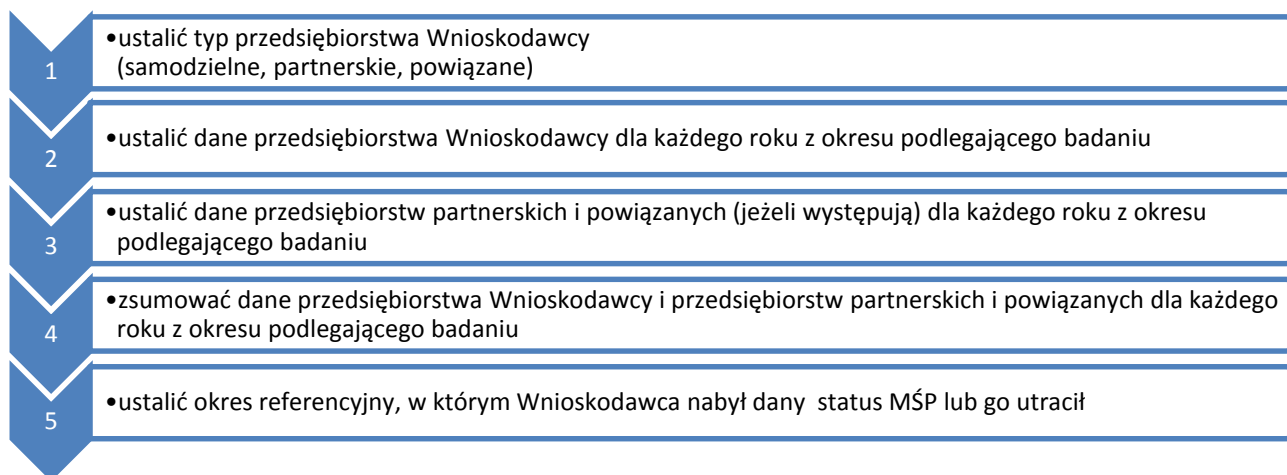 1
•ustalić typ przedsiębiorstwa Wnioskodawcy
(samodzielne, partnerskie, powiązane)
2
•ustalić dane przedsiębiorstwa Wnioskodawcy dla każdego roku z okresu podlegającego badaniu
3
•ustalić dane przedsiębiorstw partnerskich i powiązanych (jeżeli występują) dla każdego roku z okresu
podlegającego badaniu
4
•zsumować dane przedsiębiorstwa Wnioskodawcy i przedsiębiorstw partnerskich i powiązanych dla każdego
roku z okresu podlegającego badaniu
5
•ustalić okres referencyjny, w którym Wnioskodawca nabył dany status MŚP lub go utracił